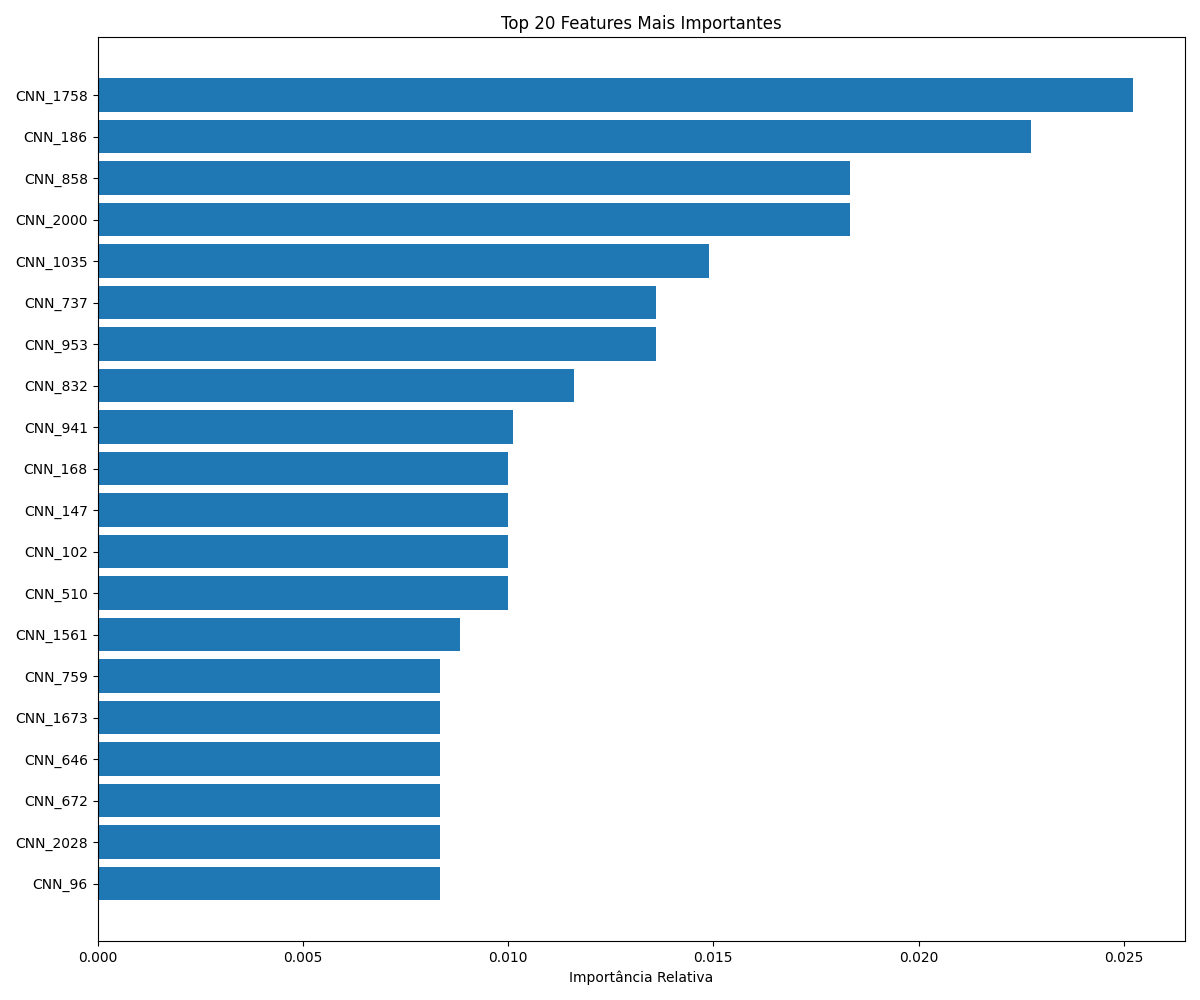 Top 20 Features Mais Importantes
CNN_1758
CNN_186
CNN_858
CNN_2000
CNN_1035
CNN_737
CNN_953
CNN_832
CNN_941
CNN_168
CNN_147
CNN_102
CNN_510
CNN_1561
CNN_759
CNN_1673
CNN_646
CNN_672
CNN_2028
CNN_96
0.000 0.005 0.010 0.015 0.020 0.025
Importância Relativa